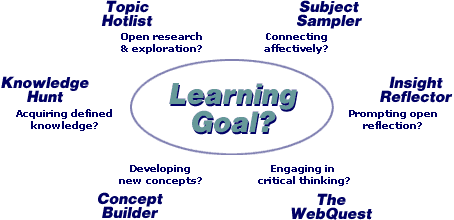 Topic
Hotlist
Open research
& exploration?
Subject
Sampler
Connecting
affectively?
Knowledge
Hunt
Acquiring defined
knowledge?
Learning
Goal?
Insight
Reflector
Prompting open
reflection?
Developing
new concepts?
Concept
Builder
Engaging in
critical thinking?
The
WebQuest